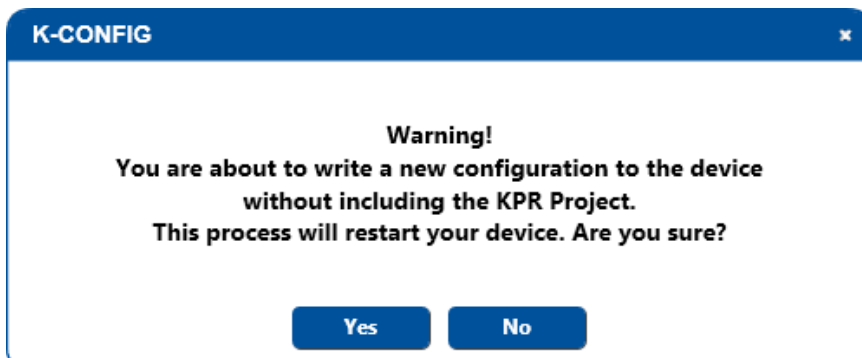 K-CONFIG
Warning!
You are about to write a new configuration to the device
without including the KPR Project.
This process will restart your device. Are you sure?
Yes No